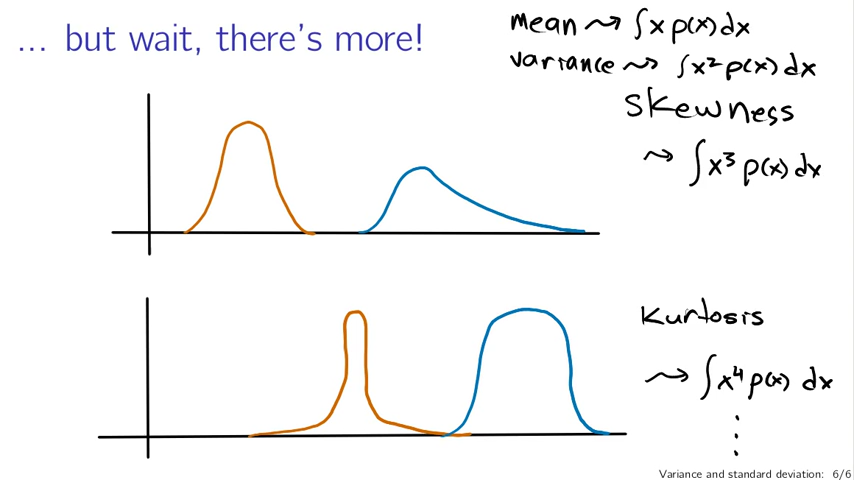 ... but wait, there's more!
mean ⇝ ∫x p(x) dx
variance ⇝ ∫x² p(x) dx
Skewness
⇝ ∫x³ p(x) dx
Kurtosis
⇝ ∫x⁴ p(x) dx
⋮
Variance and standard deviation: 6/6